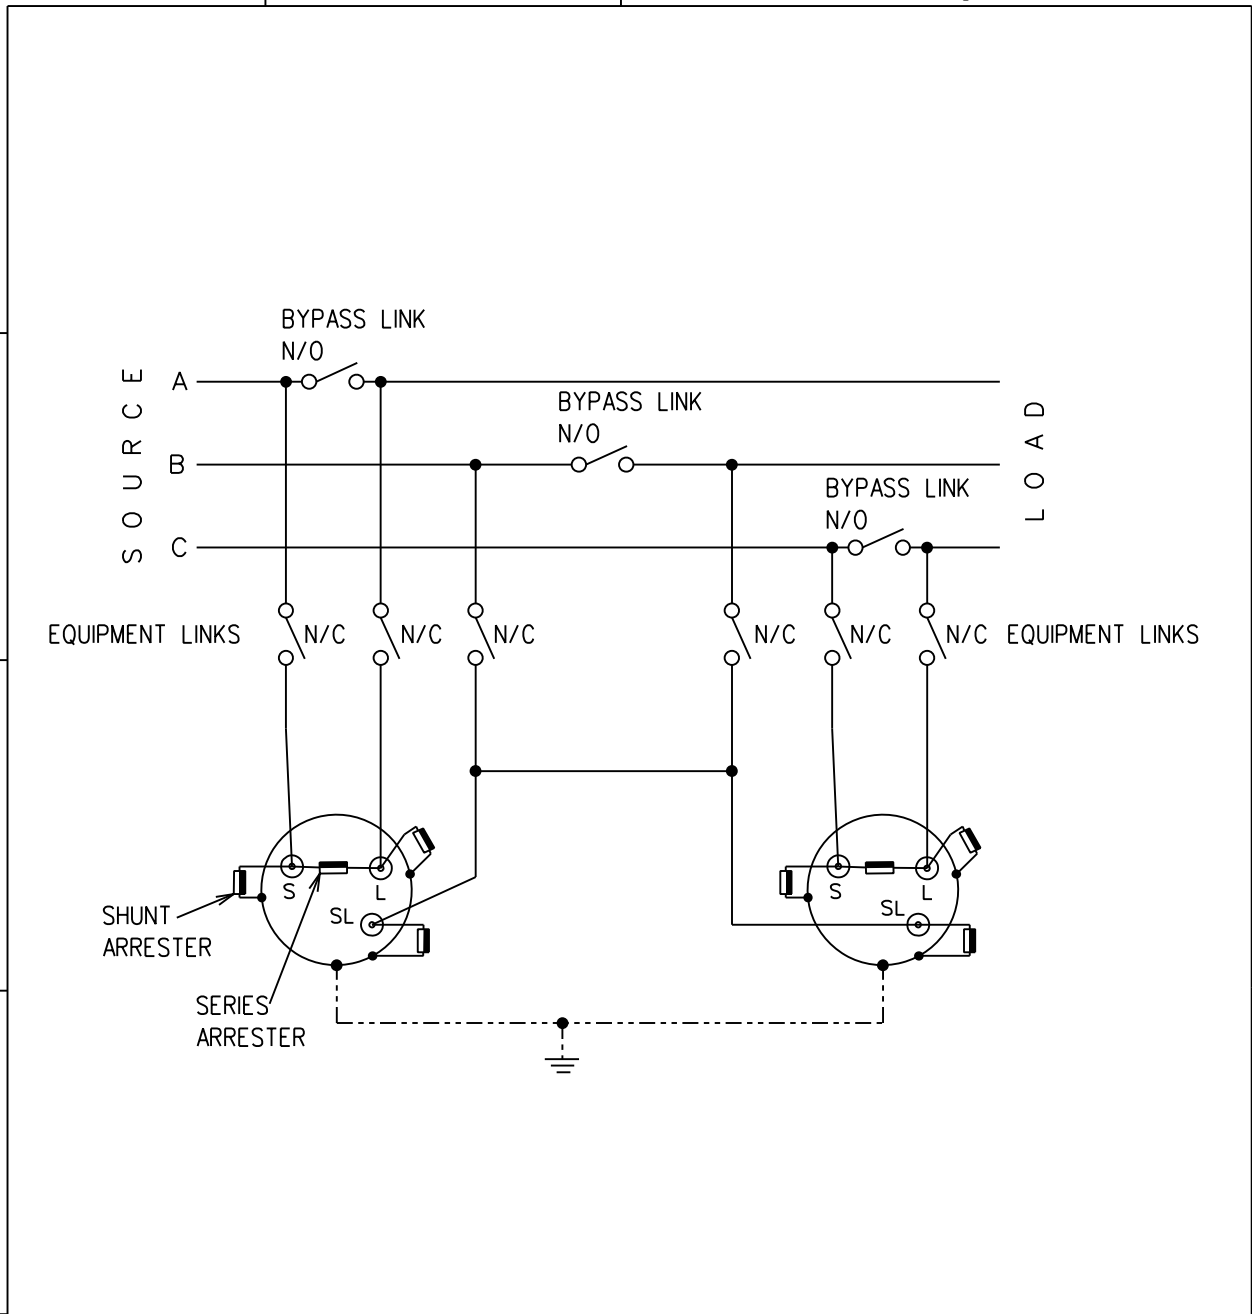 BYPASS LINK
N/O
SOURCE
A
BYPASS LINK
N/O
LOAD
B
BYPASS LINK
N/O
C
EQUIPMENT LINKS
N/C
N/C
N/C
N/C
N/C
N/C
EQUIPMENT LINKS
S
L
SL
S
L
SL
SHUNT
ARRESTER
SERIES
ARRESTER